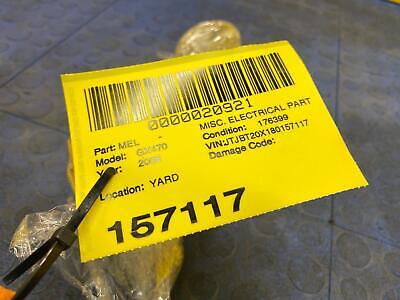 0000020921
Part: MEL - MISC. ELECTRICAL PART
Model: GX470 Condition: 176399
Year: 2008 VIN:JTJBT20X180157117
Damage Code:
Location: YARD
157117